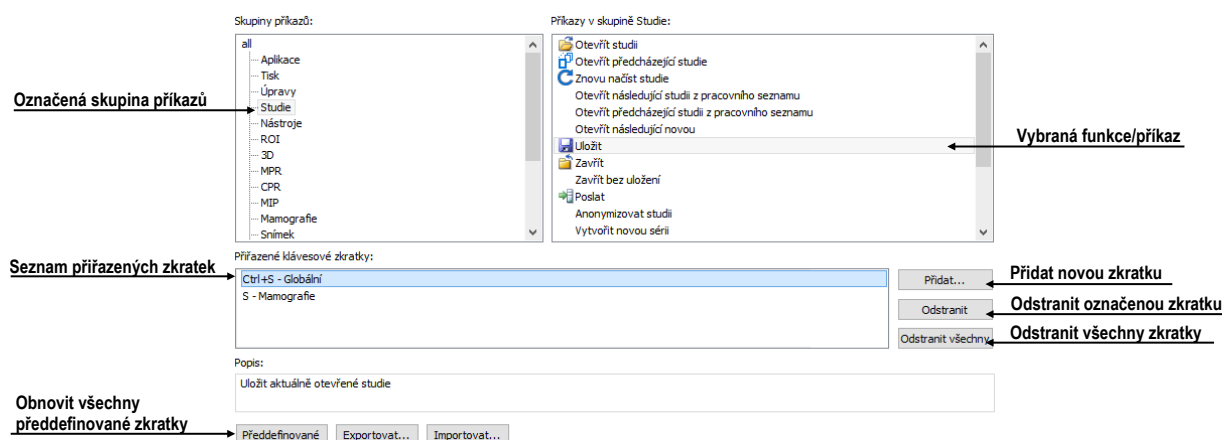 Skupiny příkazů:
Příkazy v skupině Studie:
all
Aplikace
Tisk
Úpravy
Studie
Nástroje
ROI
3D
MPR
CPR
MIP
Mamografie
Snímek
Otevřít studii
Otevřít předcházející studie
Znovu načíst studie
Otevřít následující studii z pracovního seznamu
Otevřít předcházející studii z pracovního seznamu
Otevřít následující novou
Uložit
Zavřít
Zavřít bez uložení
Poslat
Anonymizovat studii
Vytvořit novou sérii
Označená skupina příkazů
Vybraná funkce/příkaz
Přiřazené klávesové zkratky:
Seznam přiřazených zkratek
Ctrl+S - Globální
S - Mamografie
Přidat...
Přidat novou zkratku
Odstranit
Odstranit označenou zkratku
Odstranit všechny
Odstranit všechny zkratky
Popis:
Uložit aktuálně otevřené studie
Obnovit všechny
předdefinované zkratky
Předdefinované
Exportovat...
Importovat...